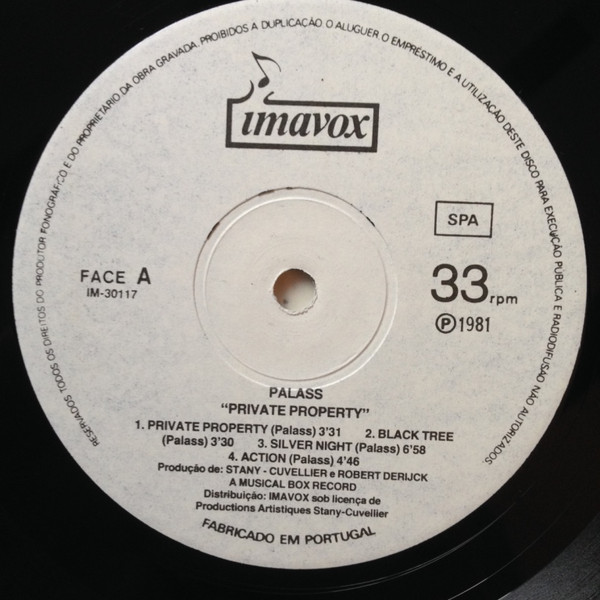 RESERVADOS TODOS OS DIREITOS DO PRODUTOR FONOGRÁFICO E DO PROPRIETÁRIO DA OBRA GRAVADA. PROIBIDOS A DUPLICAÇÃO O ALUGUER O EMPRÉSTIMO E A UTILIZAÇÃO DESTE DISCO PARA EXECUÇÃO PÚBLICA E RADIODIFUSÃO NÃO AUTORIZADOS
imavox
SPA
FACE A
IM-30117
33 rpm
Ⓟ 1981
PALASS
"PRIVATE PROPERTY"
1. PRIVATE PROPERTY (Palass) 3'31 2. BLACK TREE
(Palass) 3'30 3. SILVER NIGHT (Palass) 6'58
4. ACTION (Palass) 4'46
Produção de: STANY - CUVELLIER e ROBERT DERIJCK
A MUSICAL BOX RECORD
Distribuição: IMAVOX sob licença de
Productions Artistiques Stany-Cuvellier
FABRICADO EM PORTUGAL